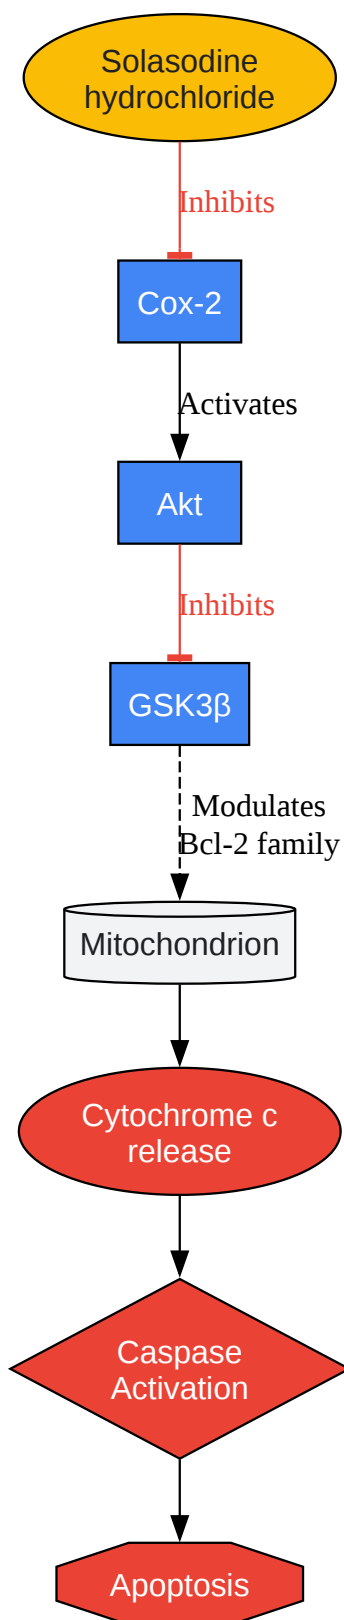 Solasodine
hydrochloride
Inhibits
Cox-2
Activates
Akt
Inhibits
GSK3β
Modulates
Bcl-2 family
Mitochondrion
Cytochrome c
release
Caspase
Activation
Apoptosis